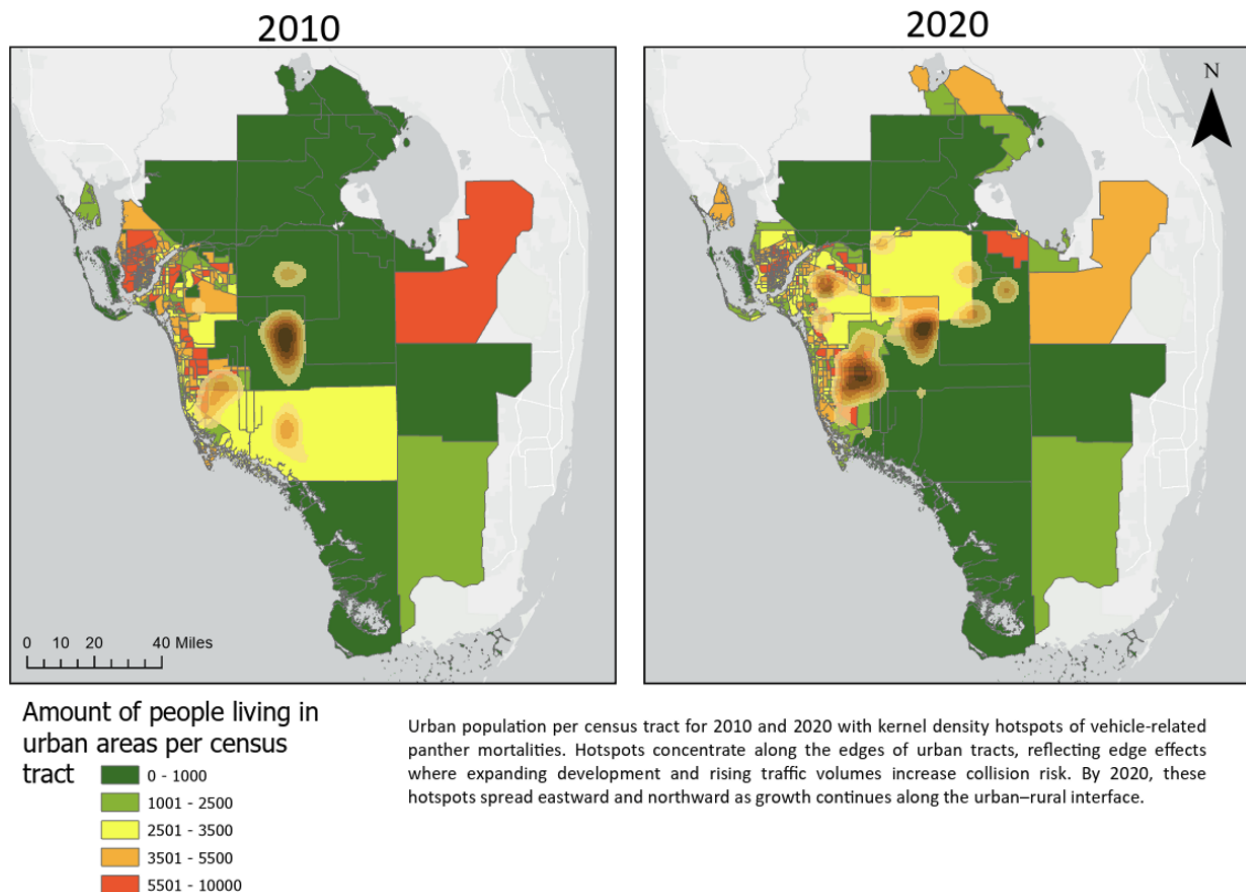 2010
2020
N
0 10 20 40 Miles
Amount of people living in
urban areas per census
tract
0 - 1000
1001 - 2500
2501 - 3500
3501 - 5500
5501 - 10000
Urban population per census tract for 2010 and 2020 with kernel density hotspots of vehicle-related
panther mortalities. Hotspots concentrate along the edges of urban tracts, reflecting edge effects
where expanding development and rising traffic volumes increase collision risk. By 2020, these
hotspots spread eastward and northward as growth continues along the urban–rural interface.